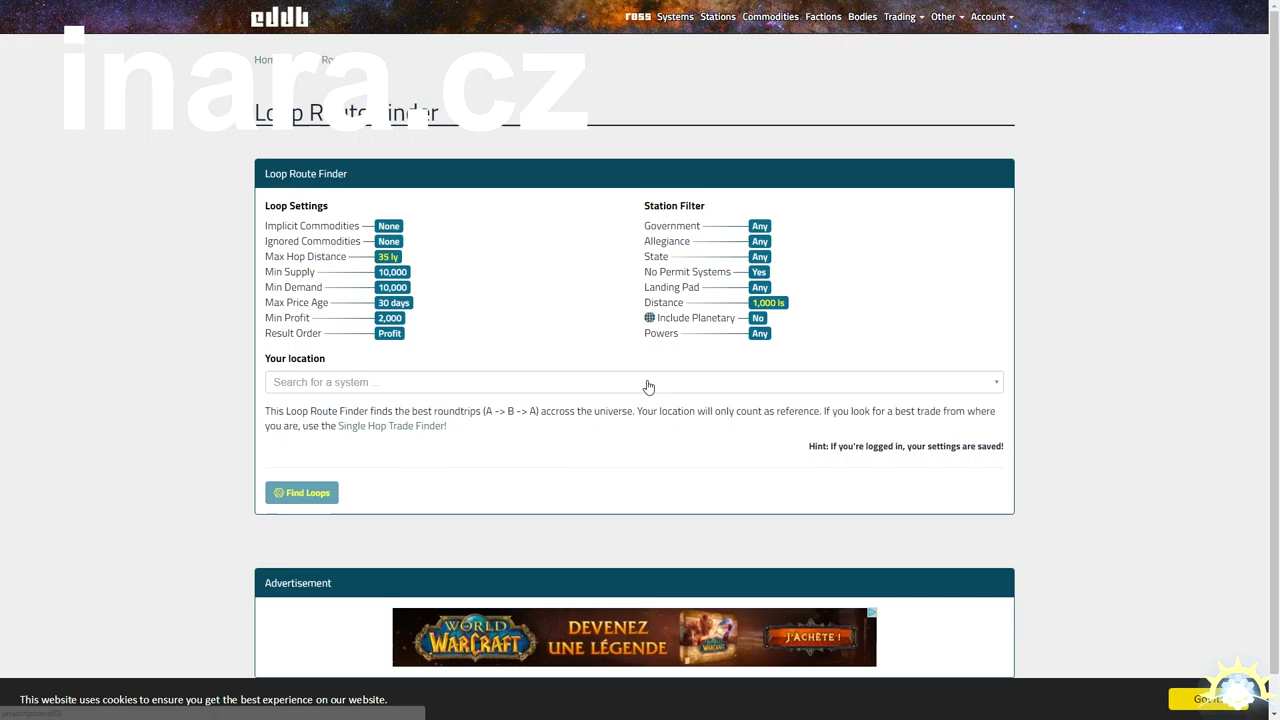 eddb
ROSS Systems Stations Commodities Factions Bodies Trading Other Account
inara.cz
Loop Route Finder
Loop Route Finder
Loop Settings
Implicit Commodities None
Ignored Commodities None
Max Hop Distance 35 ly
Min Supply 10,000
Min Demand 10,000
Max Price Age 30 days
Min Profit 2,000
Result Order Profit
Station Filter
Government Any
Allegiance Any
State Any
No Permit Systems Yes
Landing Pad Any
Distance 1,000 ls
Include Planetary No
Powers Any
Your location
Search for a system ...
This Loop Route Finder finds the best roundtrips (A -> B -> A) accross the universe. Your location will only count as reference. If you look for a best trade from where
you are, use the Single Hop Trade Finder!
Hint: If you're logged in, your settings are saved!
Find Loops
Advertisement
WORLD
WARCRAFT
DEVENEZ
UNE LÉGENDE
J'ACHÈTE !
This website uses cookies to ensure you get the best experience on our website.